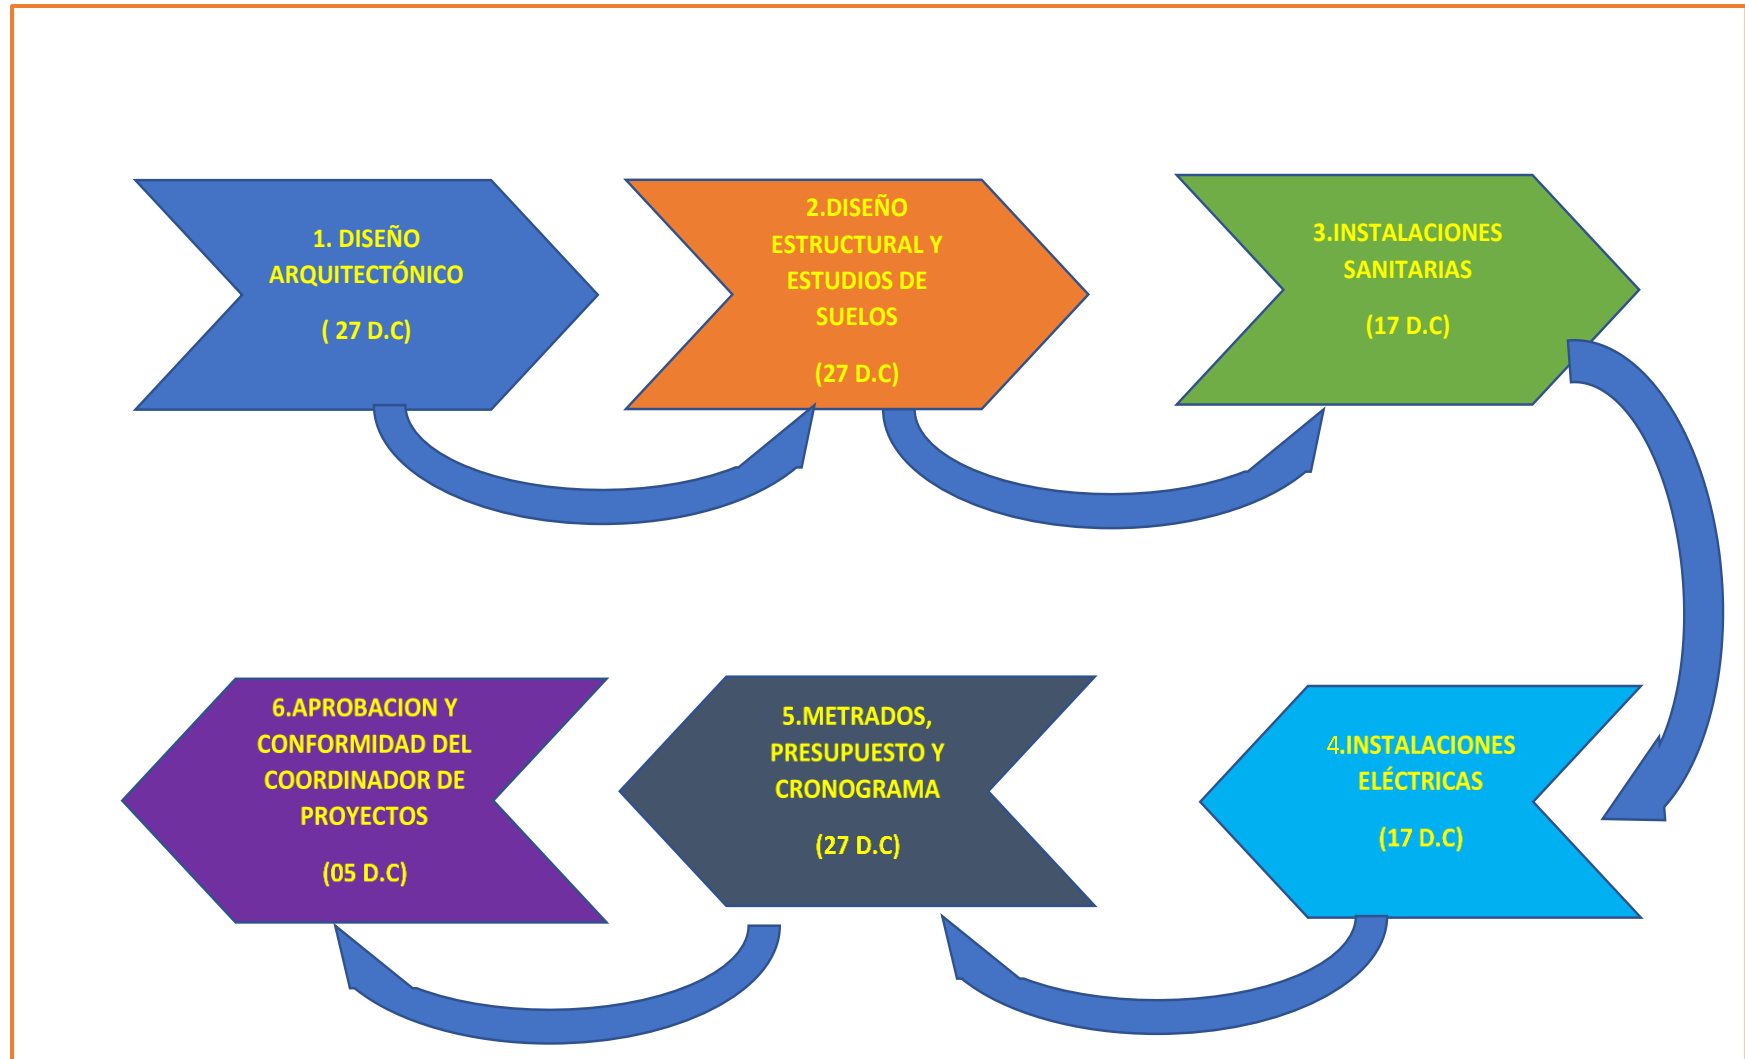 1. DISEÑO
ARQUITECTÓNICO
( 27 D.C)
2.DISEÑO
ESTRUCTURAL Y
ESTUDIOS DE
SUELOS
(27 D.C)
3.INSTALACIONES
SANITARIAS
(17 D.C)
4.INSTALACIONES
ELÉCTRICAS
(17 D.C)
5.METRADOS,
PRESUPUESTO Y
CRONOGRAMA
(27 D.C)
6.APROBACION Y
CONFORMIDAD DEL
COORDINADOR DE
PROYECTOS
(05 D.C)